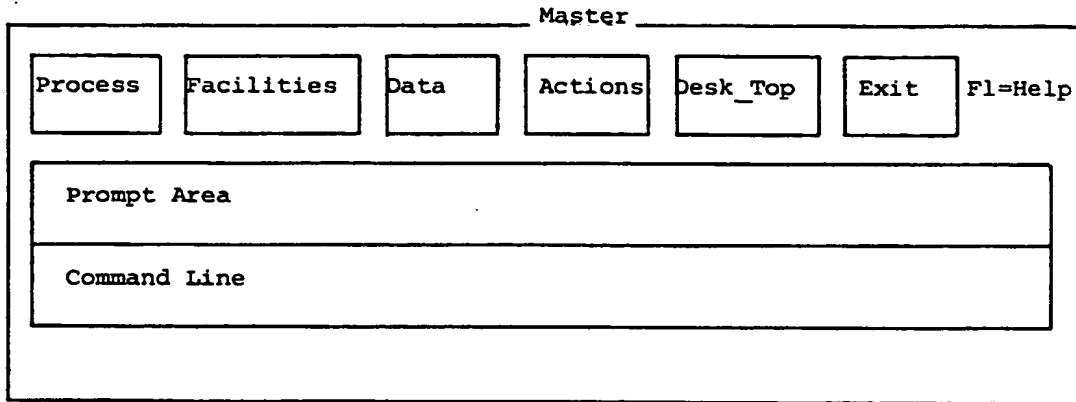 Master
Process Facilities Data Actions Desk_Top Exit F1=Help
Prompt Area
Command Line